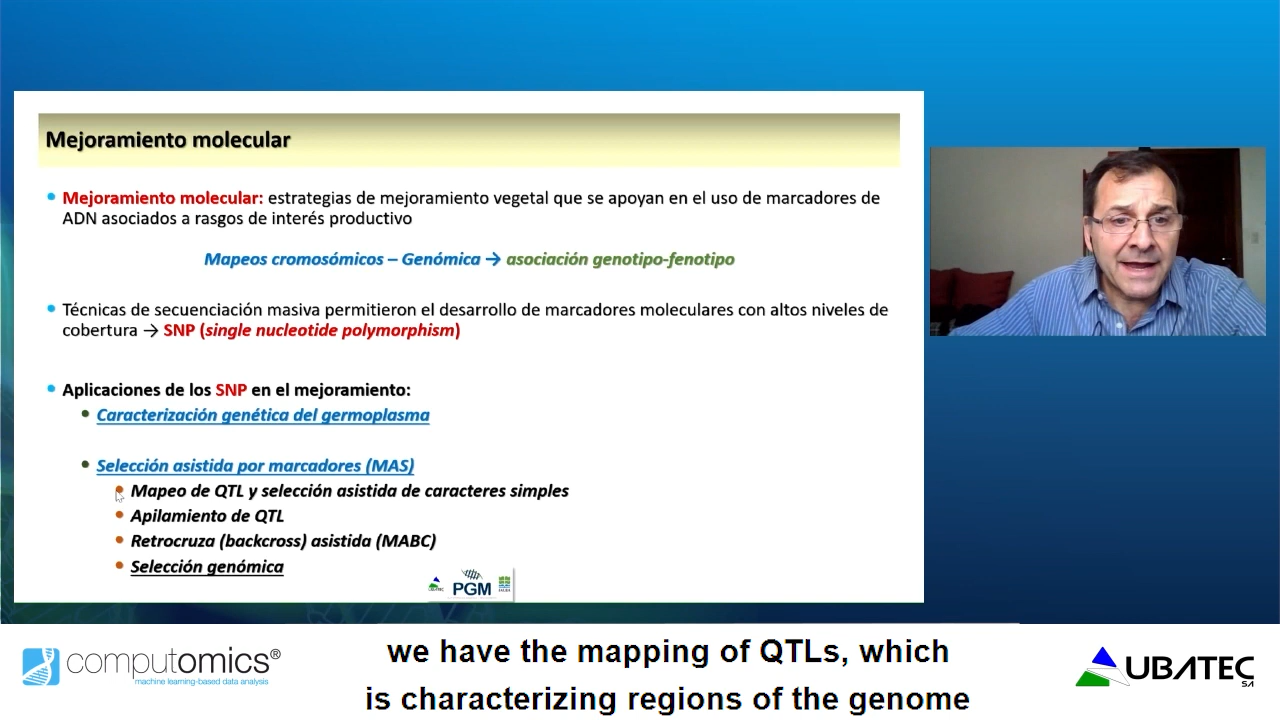 Mejoramiento molecular
Mejoramiento molecular: estrategias de mejoramiento vegetal que se apoyan en el uso de marcadores de
ADN asociados a rasgos de interés productivo
Mapeos cromosómicos – Genómica → asociación genotipo-fenotipo
Técnicas de secuenciación masiva permitieron el desarrollo de marcadores moleculares con altos niveles de
cobertura → SNP (single nucleotide polymorphism)
Aplicaciones de los SNP en el mejoramiento:
Caracterización genética del germoplasma
Selección asistida por marcadores (MAS)
Mapeo de QTL y selección asistida de caracteres simples
Apilamiento de QTL
Retrocruza (backcross) asistida (MABC)
Selección genómica
PGM
computomics®
machine learning-based data analysis
we have the mapping of QTLs, which
is characterizing regions of the genome
UBATEC
SA